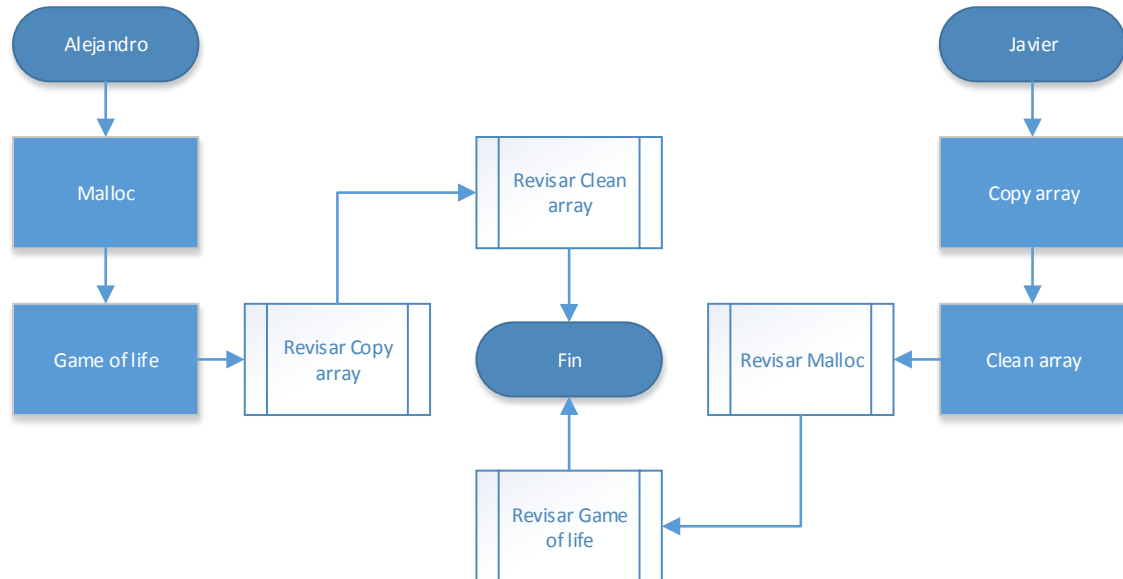 Alejandro
Javier
Malloc
Revisar Clean
array
Copy array
Game of life
Revisar Copy
array
Fin
Revisar Malloc
Clean array
Revisar Game
of life